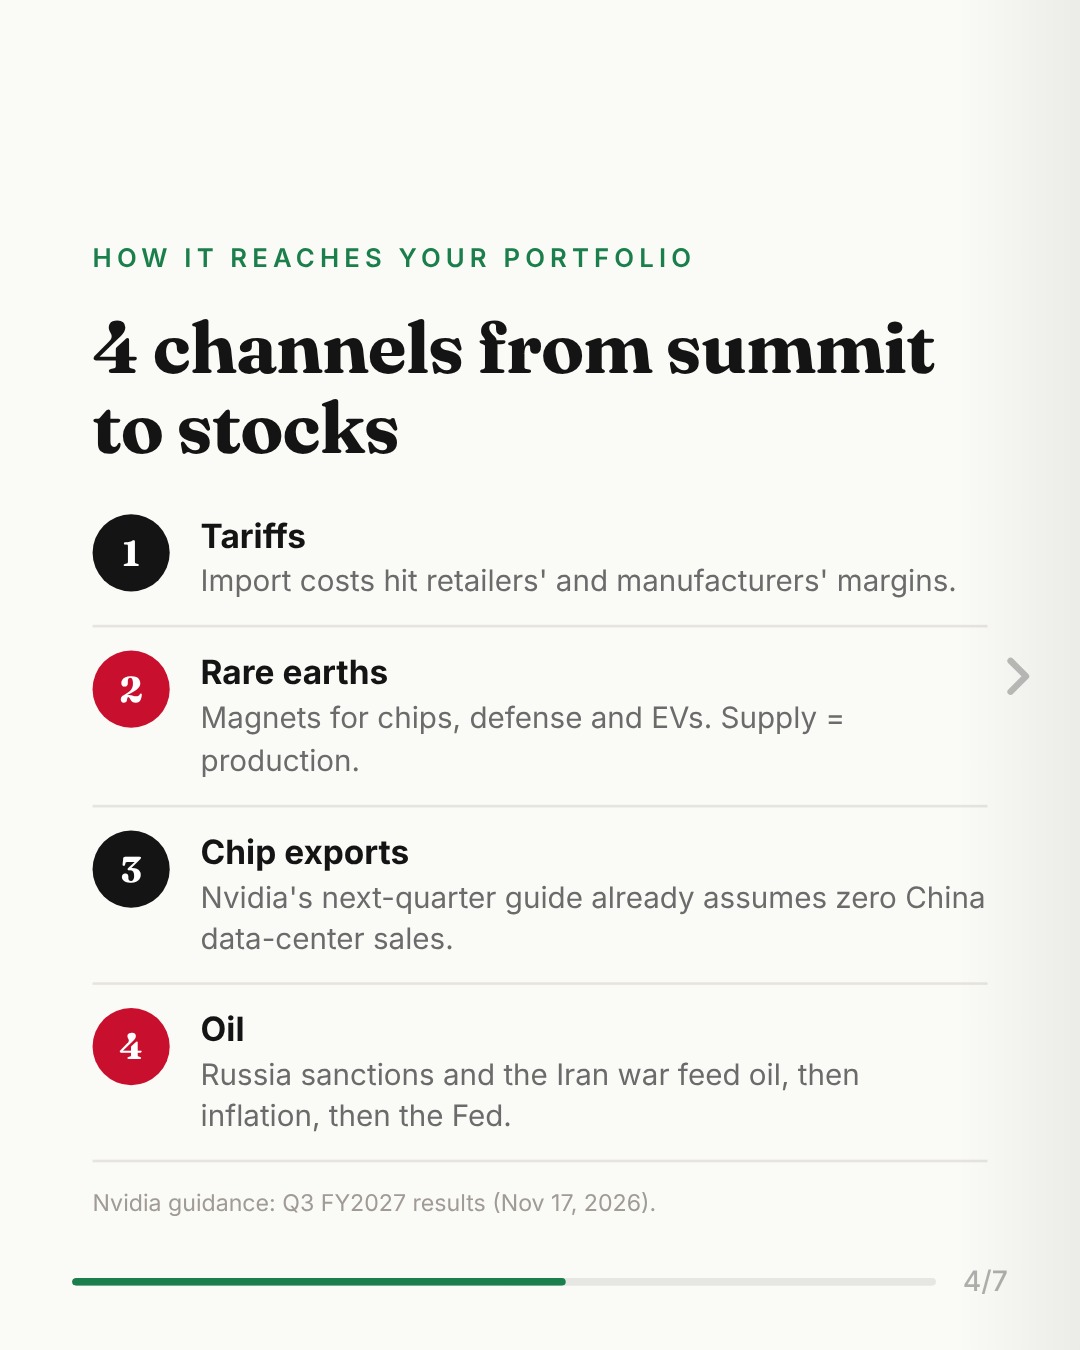 HOW IT REACHES YOUR PORTFOLIO
4 channels from summit
to stocks
1
Tariffs
Import costs hit retailers' and manufacturers' margins.
2
Rare earths
Magnets for chips, defense and EVs. Supply =
production.
3
Chip exports
Nvidia's next-quarter guide already assumes zero China
data-center sales.
4
Oil
Russia sanctions and the Iran war feed oil, then
inflation, then the Fed.
Nvidia guidance: Q3 FY2027 results (Nov 17, 2026).
4/7